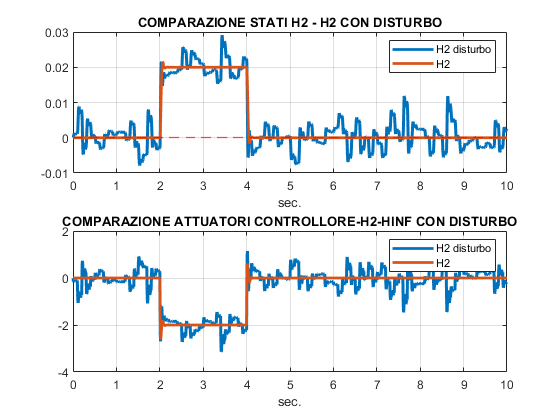 COMPARAZIONE STATI H2 - H2 CON DISTURBO
0.03
0.02
0.01
0
-0.01
H2 disturbo
H2
0 1 2 3 4 5 6 7 8 9 10
sec.
COMPARAZIONE ATTUATORI CONTROLLORE-H2-HINF CON DISTURBO
2
0
-2
-4
H2 disturbo
H2
0 1 2 3 4 5 6 7 8 9 10
sec.